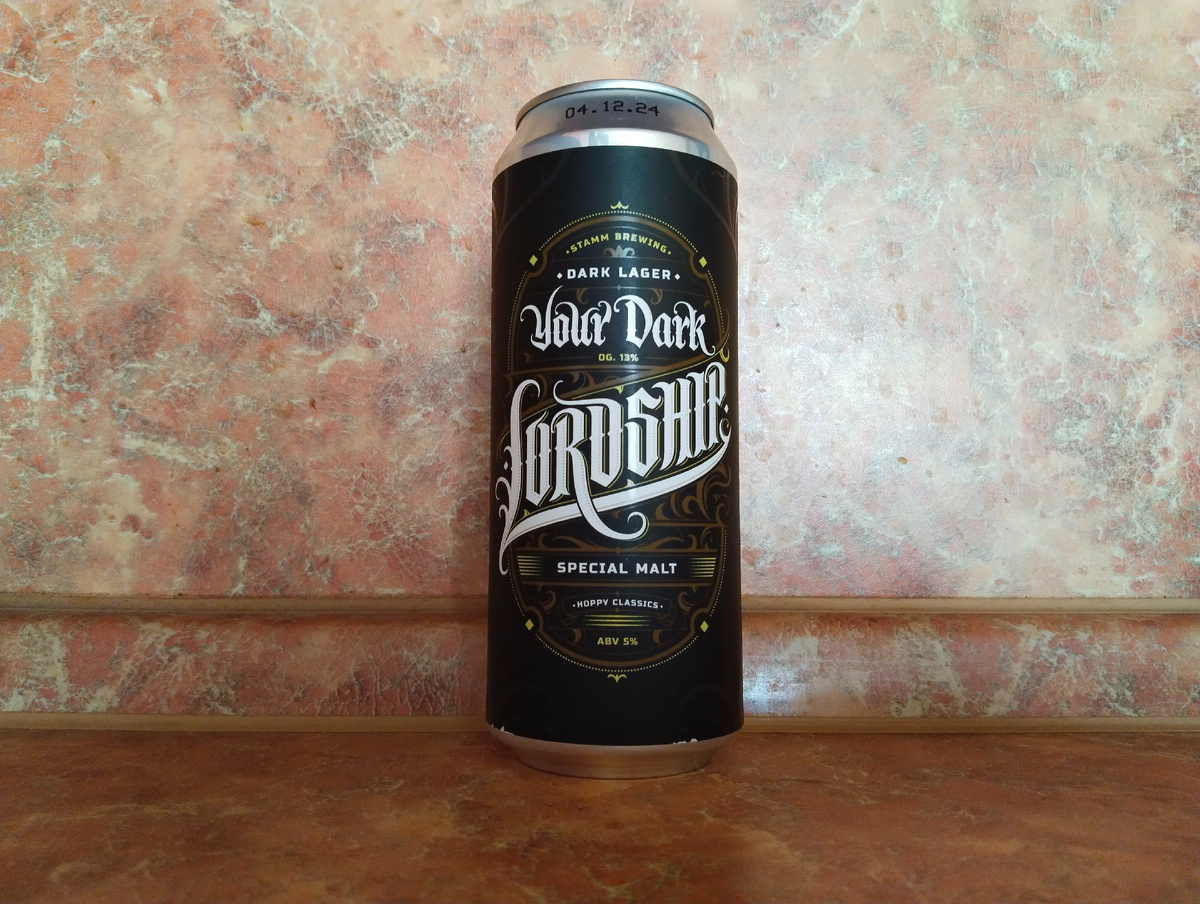 04.12.24
•STAMM BREWING•
•DARK LAGER•
Your Dark
OG. 13%
LORDSHIP
SPECIAL MALT
•HOPPY CLASSICS•
ABV 5%